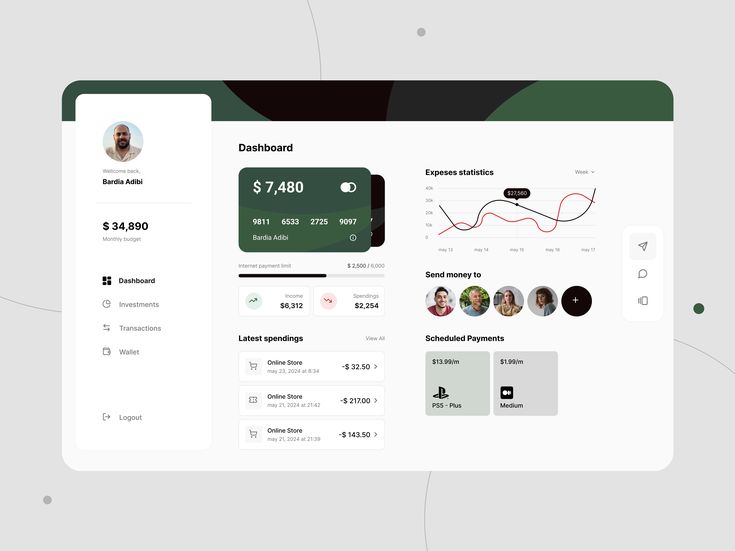 Wellcome back,
Bardia Adibi
$ 34,890
Monthly budget
Dashboard
Investments
Transactions
Wallet
Logout
Dashboard
$ 7,480
9811 6533 2725 9097
Bardia Adibi
Internet payment limit $ 2,500 / 6,000
Income
$6,312
Spendings
$2,254
Latest spendings View All
Online Store
may 23, 2024 at 8:34
-$ 32.50
Online Store
may 21, 2024 at 21:42
-$ 217.00
Online Store
may 21, 2024 at 21:39
-$ 143.50
Expeses statistics Week
40k
30k
20k
10k
0
$27,560
may 13 may 14 may 15 may 16 may 17
Send money to
+
Scheduled Payments
$13.99/m
PS5 - Plus
$1.99/m
Medium